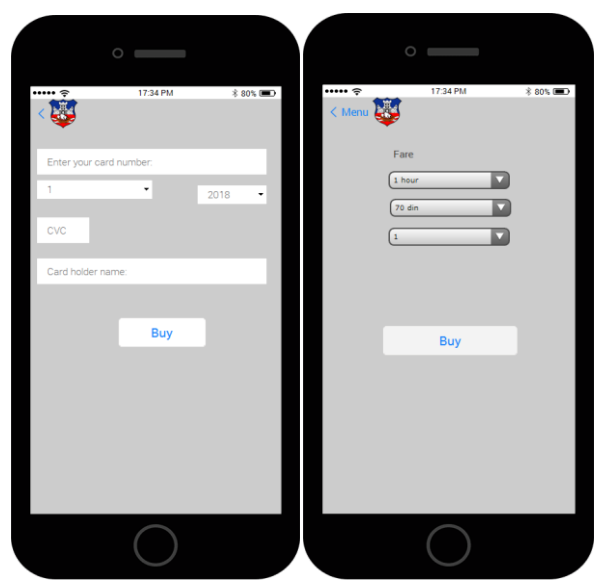 17:34 PM
80%
<
Enter your card number:
1
2018
CVC
Card holder name:
Buy
17:34 PM
80%
< Menu
Fare
1 hour
70 din
1
Buy